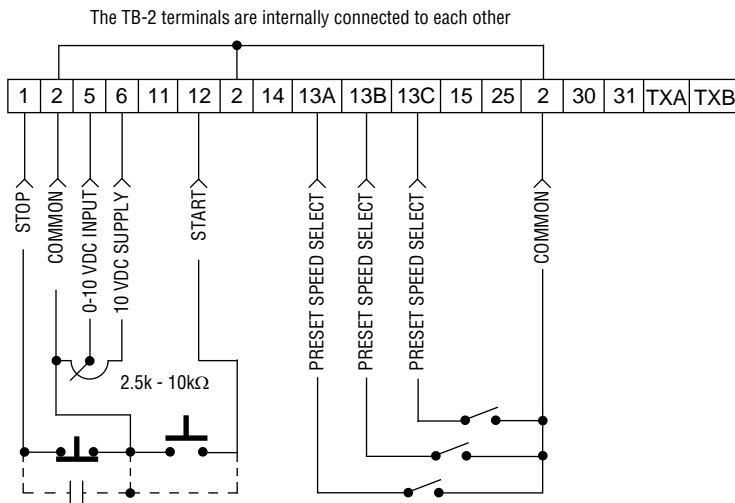 The TB-2 terminals are internally connected to each other
1 2 5 6 11 12 2 14 13A 13B 13C 15 25 2 30 31 TXA TXB
STOP
COMMON
0-10 VDC INPUT
10 VDC SUPPLY
START
PRESET SPEED SELECT
PRESET SPEED SELECT
PRESET SPEED SELECT
COMMON
2.5k - 10kΩ